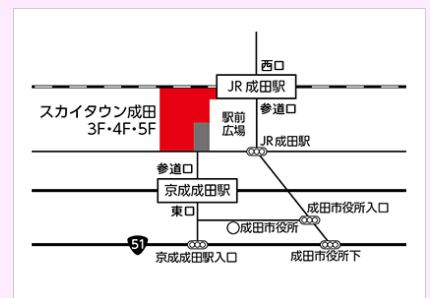 西口
JR成田駅
スカイタウン成田
3F・4F・5F
駅前
広場
参道口
JR成田駅
参道口
京成成田駅
東口
成田市役所入口
成田市役所
51
京成成田駅入口
成田市役所下